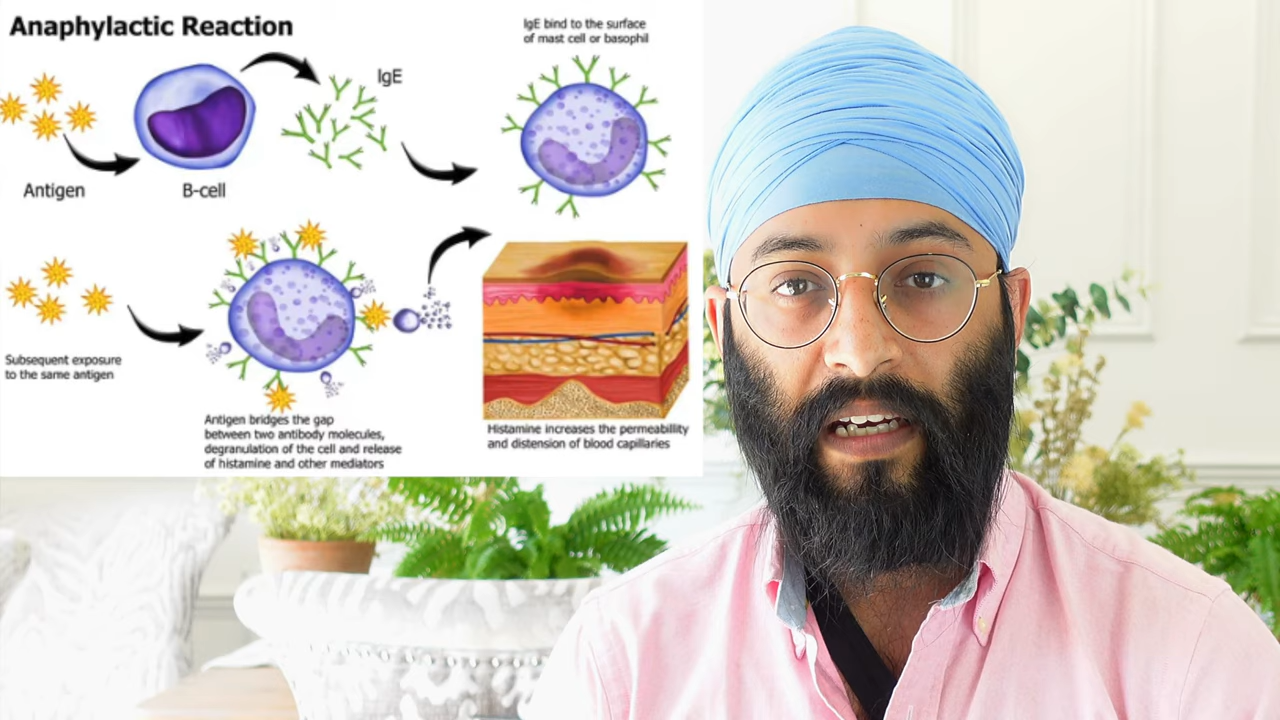 Anaphylactic Reaction
IgE bind to the surface
of mast cell or basophil
IgE
Antigen
B-cell
Subsequent exposure
to the same antigen
Antigen bridges the gap
between two antibody molecules,
degranulation of the cell and release
of histamine and other mediators
Histamine increases the permeabillity
and distension of blood capillaries